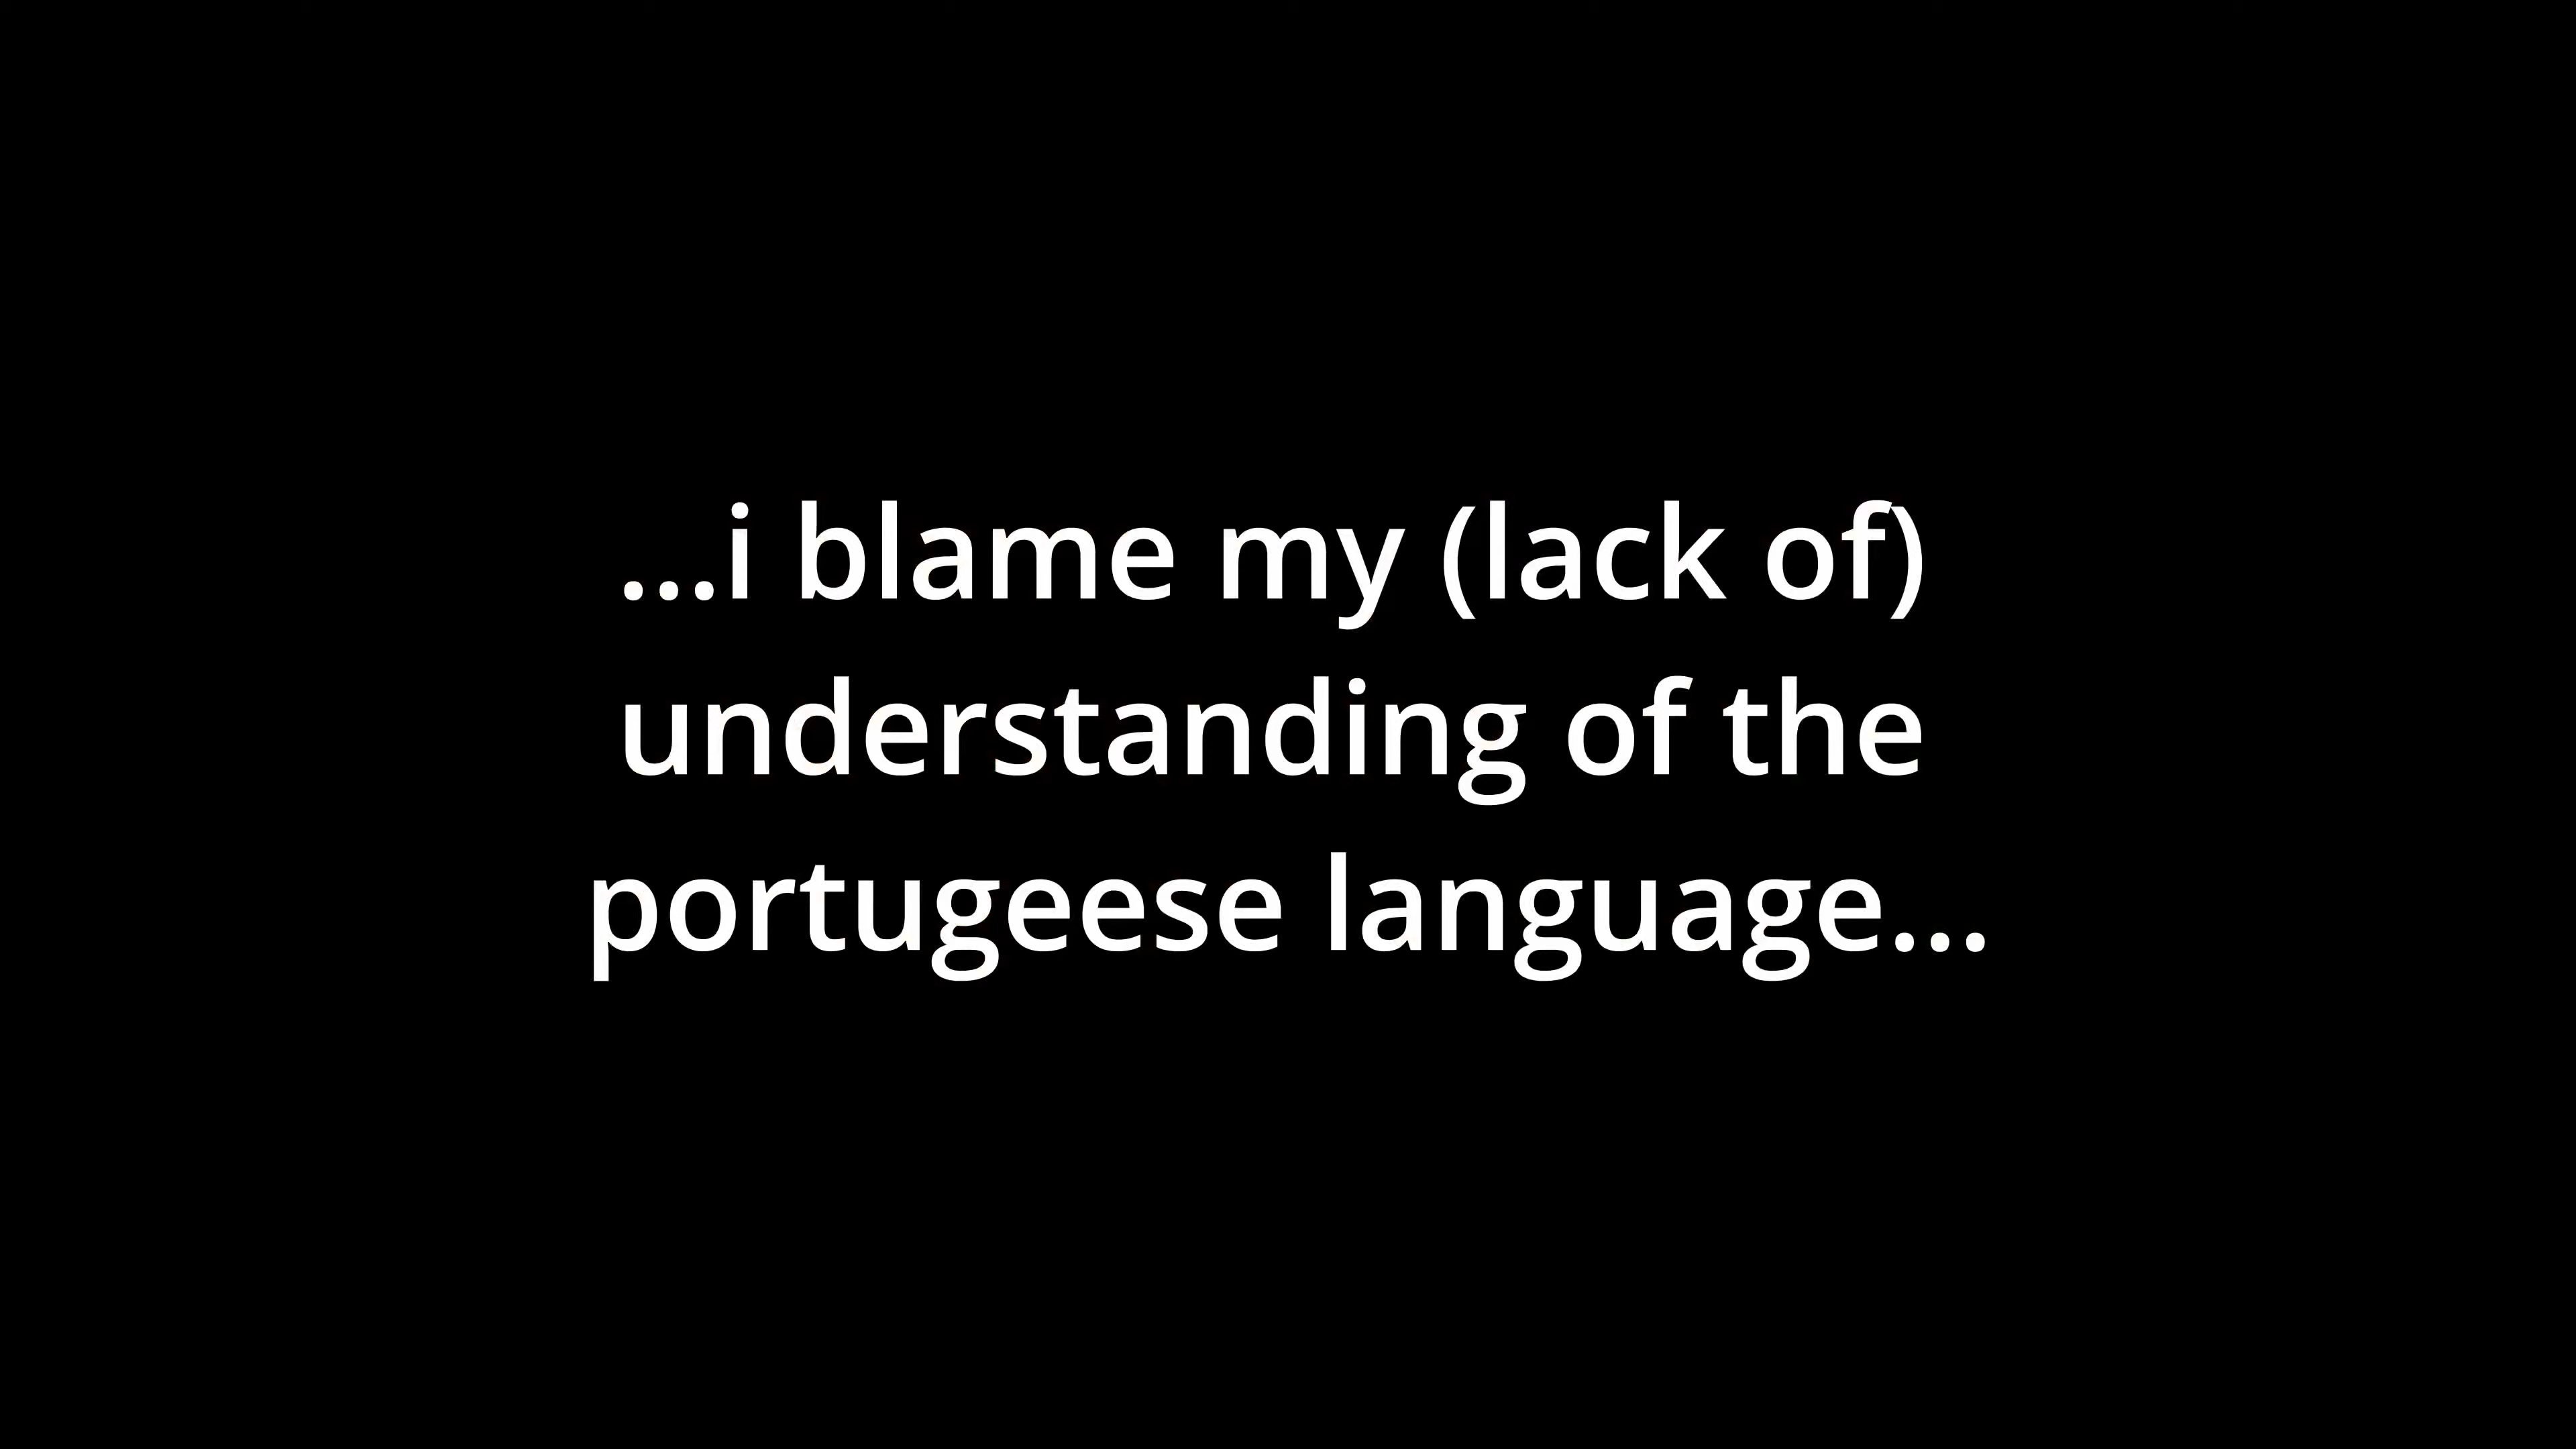 ...i blame my (lack of)
understanding of the
portugeese language...